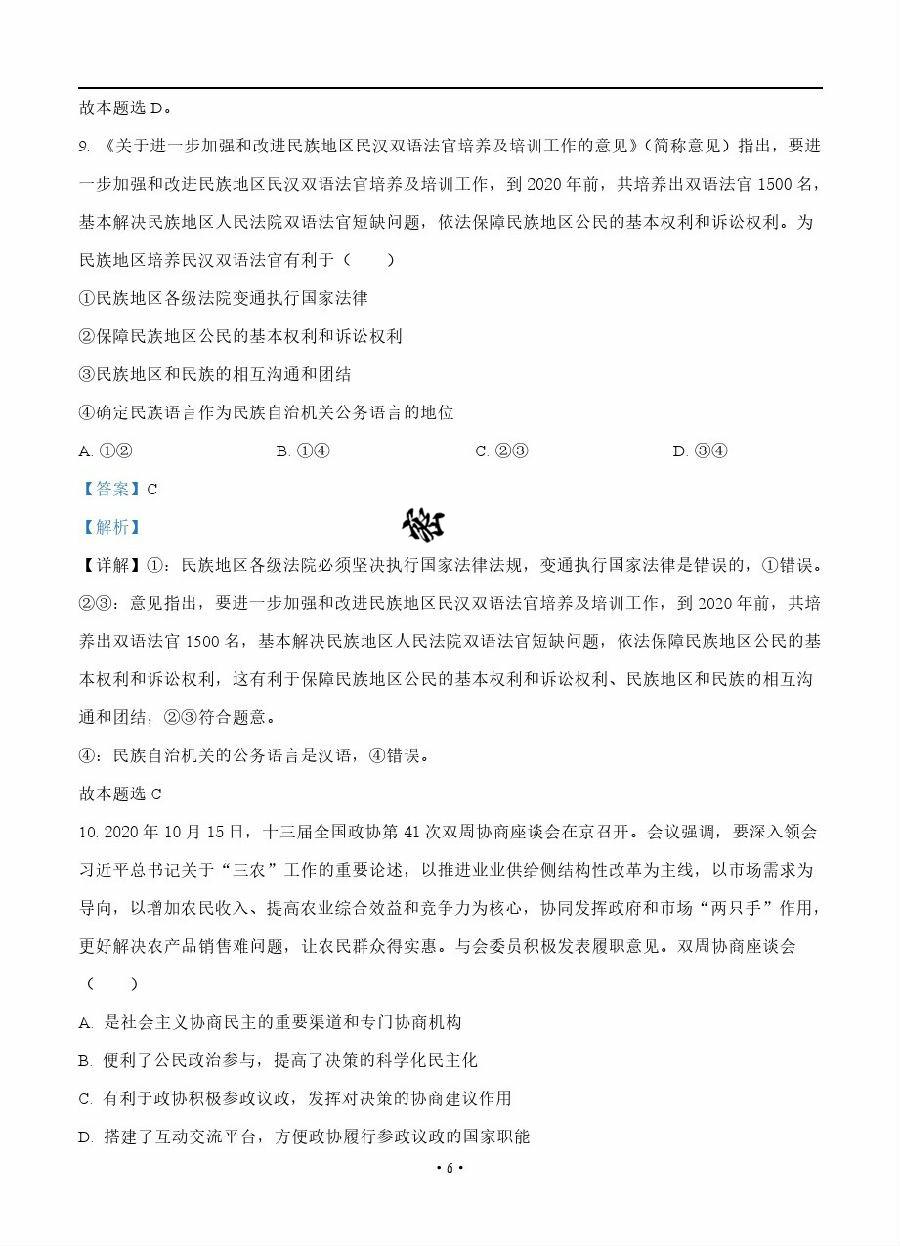 故本题选 D。
9. 《关于进一步加强和改进民族地区民汉双语法官培养及培训工作的意见》（简称意见）指出，要进
一步加强和改进民族地区民汉双语法官培养及培训工作，到 2020 年前，共培养出双语法官 1500 名，
基本解决民族地区人民法院双语法官短缺问题，依法保障民族地区公民的基本权利和诉讼权利。为
民族地区培养民汉双语法官有利于（　　）
①民族地区各级法院变通执行国家法律
②保障民族地区公民的基本权利和诉讼权利
③民族地区和民族的相互沟通和团结
④确定民族语言作为民族自治机关公务语言的地位
A. ①② B. ①④ C. ②③ D. ③④
【答案】C
【解析】
【详解】①：民族地区各级法院必须坚决执行国家法律法规，变通执行国家法律是错误的，①错误。
②③：意见指出，要进一步加强和改进民族地区民汉双语法官培养及培训工作，到 2020 年前，共培
养出双语法官 1500 名，基本解决民族地区人民法院双语法官短缺问题，依法保障民族地区公民的基
本权利和诉讼权利，这有利于保障民族地区公民的基本权利和诉讼权利、民族地区和民族的相互沟
通和团结，②③符合题意。
④：民族自治机关的公务语言是汉语，④错误。
故本题选 C
10. 2020 年 10 月 15 日，十三届全国政协第 41 次双周协商座谈会在京召开。会议强调，要深入领会
习近平总书记关于“三农”工作的重要论述，以推进业业供给侧结构性改革为主线，以市场需求为
导向，以增加农民收入、提高农业综合效益和竞争力为核心，协同发挥政府和市场“两只手”作用，
更好解决农产品销售难问题，让农民群众得实惠。与会委员积极发表履职意见。双周协商座谈会
（　　）
A. 是社会主义协商民主的重要渠道和专门协商机构
B. 便利了公民政治参与，提高了决策的科学化民主化
C. 有利于政协积极参政议政，发挥对决策的协商建议作用
D. 搭建了互动交流平台，方便政协履行参政议政的国家职能
• 6 •